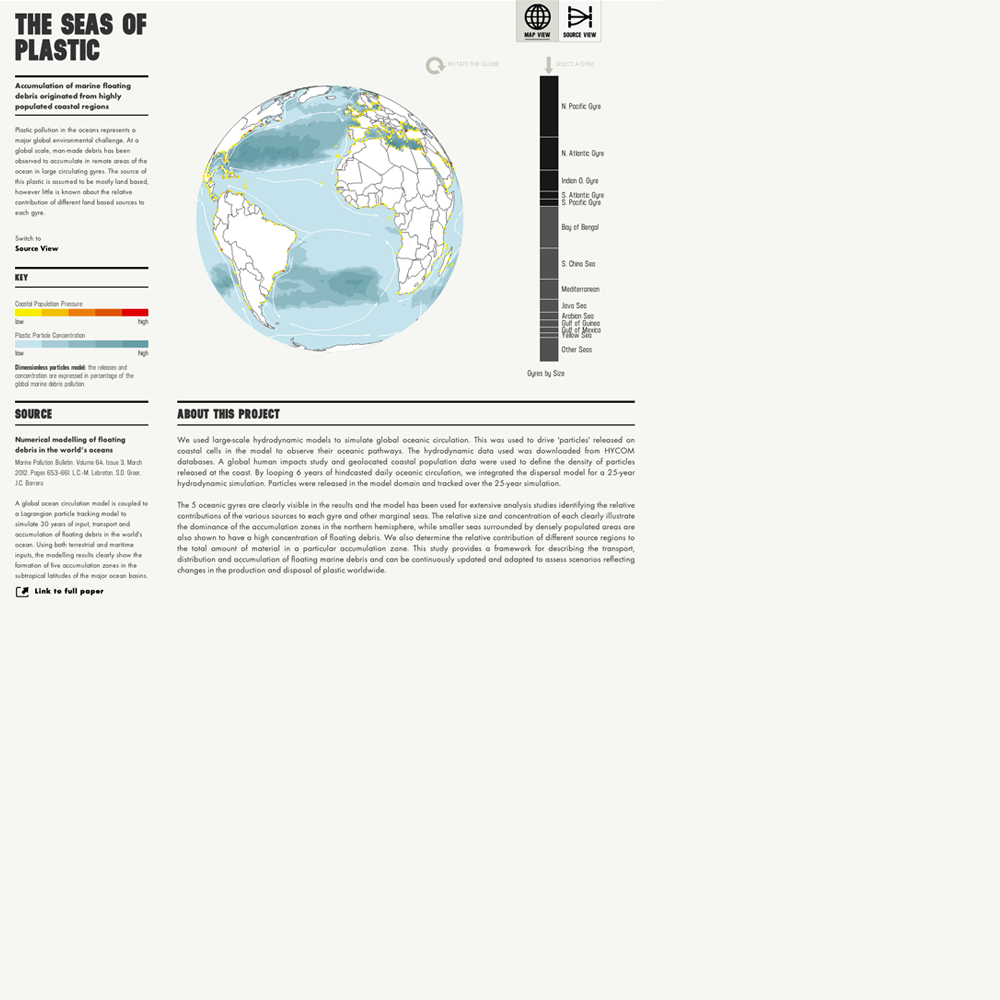 THE SEAS OF
PLASTIC
Accumulation of marine floating
debris originated from highly
populated coastal regions
Plastic pollution in the oceans represents a
major global environmental challenge. At a
global scale, man-made debris has been
observed to accumulate in remote areas of the
ocean in large circulating gyres. The source of
this plastic is assumed to be mostly land based,
however little is known about the relative
contribution of different land based sources to
each gyre.
Switch to
Source View
KEY
Coastal Population Pressure
low high
Plastic Particle Concentration
low high
Dimensionless particles model: the releases and
concentration are expressed in percentage of the
global marine debris pollution.
MAP VIEW
SOURCE VIEW
ROTATE THE GLOBE
SELECT A GYRE
N. Pacific Gyre
N. Atlantic Gyre
Indian O. Gyre
S. Atlantic Gyre
S. Pacific Gyre
Bay of Bengal
S. China Sea
Mediterranean
Java Sea
Arabian Sea
Gulf of Guinea
Gulf of Mexico
Yellow Sea
Other Seas
Gyres by Size
SOURCE
Numerical modelling of floating
debris in the world's oceans
Marine Pollution Bulletin, Volume 64, Issue 3, March
2012, Pages 653-661, L.C.-M. Lebreton, S.D. Greer,
J.C. Borrero
A global ocean circulation model is coupled to
a Lagrangian particle tracking model to
simulate 30 years of input, transport and
accumulation of floating debris in the world's
ocean. Using both terrestrial and maritime
inputs, the modelling results clearly show the
formation of five accumulation zones in the
subtropical latitudes of the major ocean basins.
Link to full paper
ABOUT THIS PROJECT
We used large-scale hydrodynamic models to simulate global oceanic circulation. This was used to drive 'particles' released on
coastal cells in the model to observe their oceanic pathways. The hydrodynamic data used was downloaded from HYCOM
databases. A global human impacts study and geolocated coastal population data were used to define the density of particles
released at the coast. By looping 6 years of hindcasted daily oceanic circulation, we integrated the dispersal model for a 25-year
hydrodynamic simulation. Particles were released in the model domain and tracked over the 25-year simulation.
The 5 oceanic gyres are clearly visible in the results and the model has been used for extensive analysis studies identifying the relative
contributions of the various sources to each gyre and other marginal seas. The relative size and concentration of each clearly illustrate
the dominance of the accumulation zones in the northern hemisphere, while smaller seas surrounded by densely populated areas are
also shown to have a high concentration of floating debris. We also determine the relative contribution of different source regions to
the total amount of material in a particular accumulation zone. This study provides a framework for describing the transport,
distribution and accumulation of floating marine debris and can be continuously updated and adapted to assess scenarios reflecting
changes in the production and disposal of plastic worldwide.